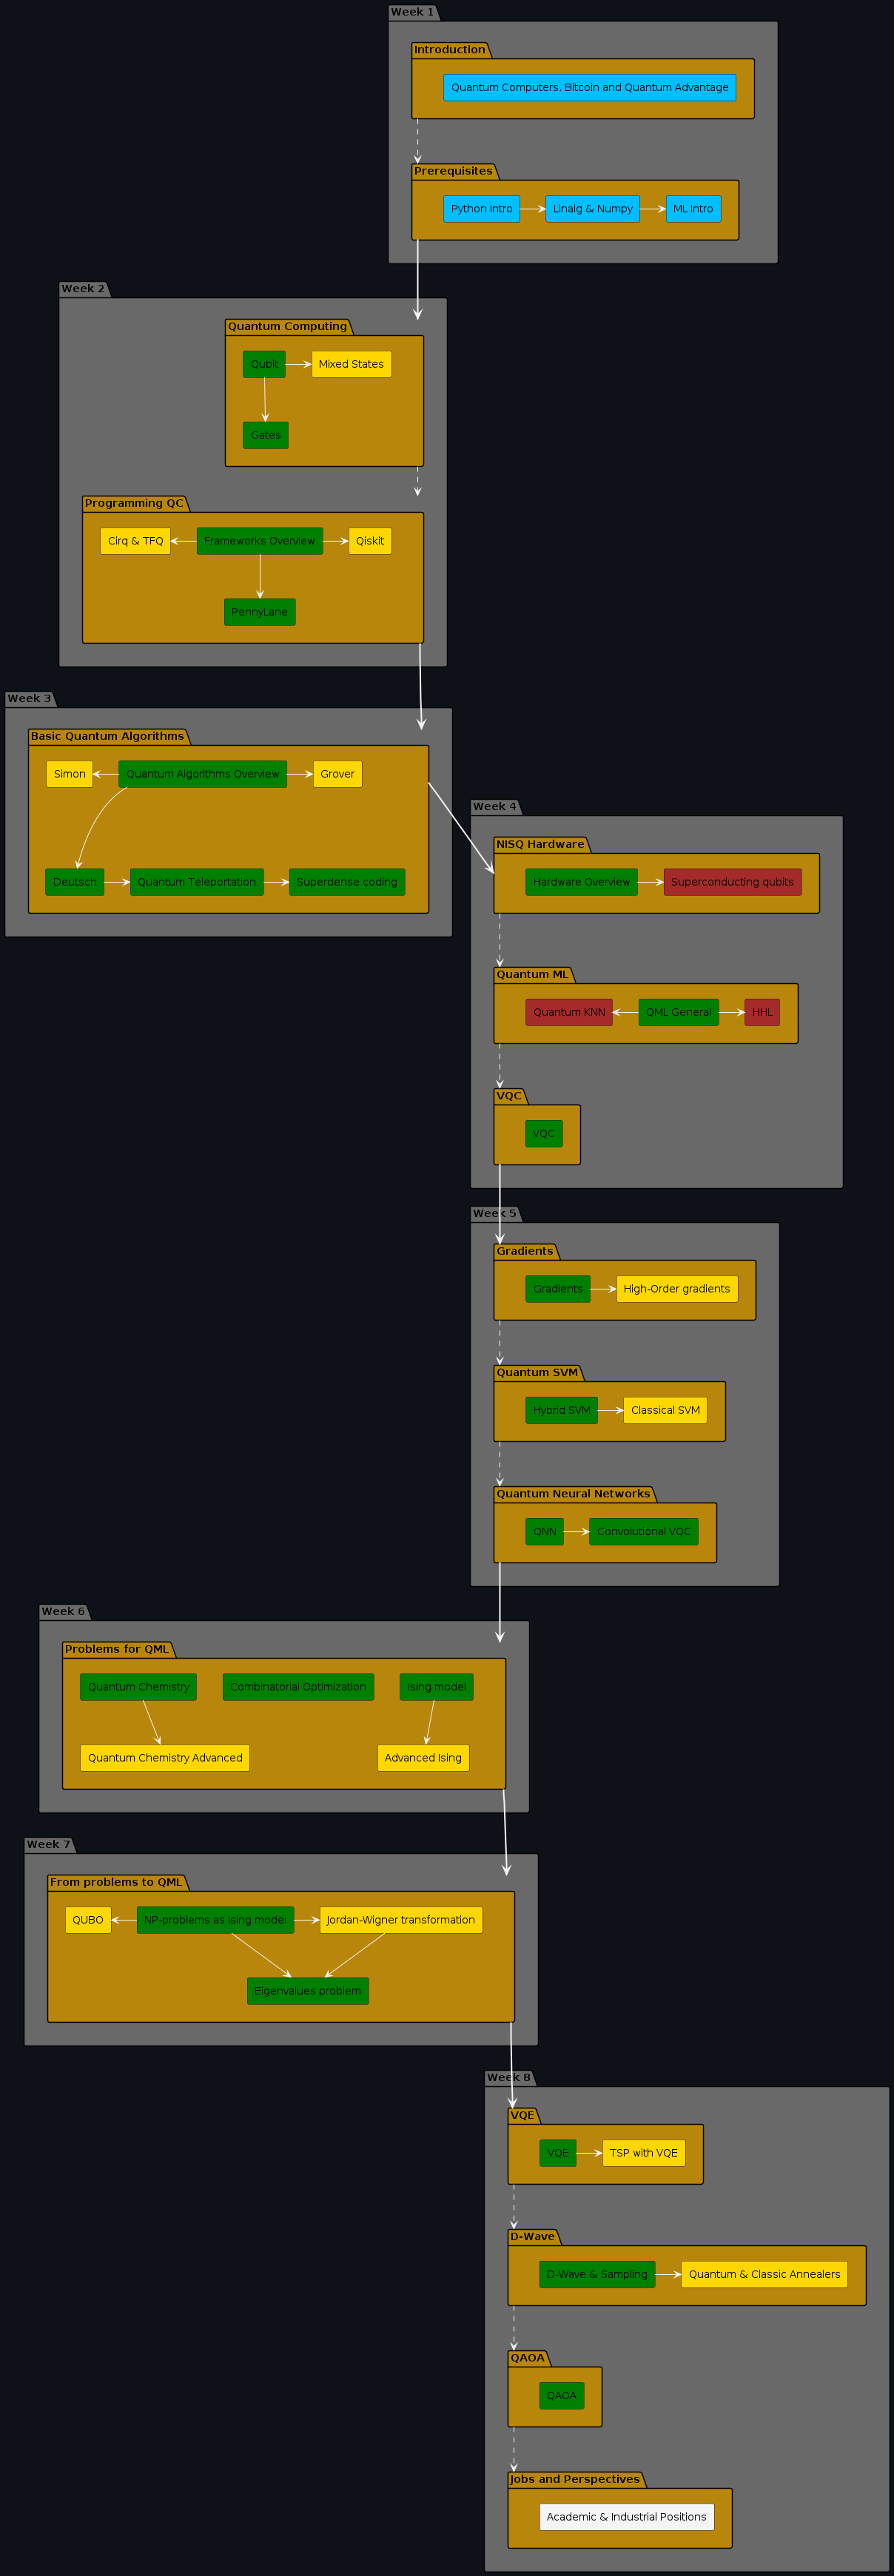 Week 1
Introduction
Quantum Computers, Bitcoin and Quantum Advantage
Prerequisites
Python Intro
Linalg & Numpy
ML Intro
Week 2
Quantum Computing
Qubit
Mixed States
Gates
Programming QC
Cirq & TFQ
Frameworks Overview
Qiskit
PennyLane
Week 3
Basic Quantum Algorithms
Simon
Quantum Algorithms Overview
Grover
Deutsch
Quantum Teleportation
Superdense coding
Week 4
NISQ Hardware
Hardware Overview
Superconducting qubits
Quantum ML
Quantum KNN
QML General
HHL
VQC
VQC
Week 5
Gradients
Gradients
High-Order gradients
Quantum SVM
Hybrid SVM
Classical SVM
Quantum Neural Networks
QNN
Convolutional VQC
Week 6
Problems for QML
Quantum Chemistry
Combinatorial Optimization
Ising model
Quantum Chemistry Advanced
Advanced Ising
Week 7
From problems to QML
QUBO
NP-problems as Ising model
Jordan-Wigner transformation
Eigenvalues problem
Week 8
VQE
VQE
TSP with VQE
D-Wave
D-Wave & Sampling
Quantum & Classic Annealers
QAOA
QAOA
Jobs and Perspectives
Academic & Industrial Positions